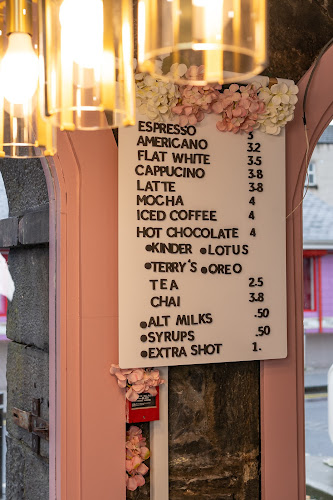 ESPRESSO 3
AMERICANO 3.2
FLAT WHITE 3.5
CAPPUCINO 3.8
LATTE 3.8
MOCHA 4
ICED COFFEE 4
HOT CHOCOLATE 4
•KINDER •LOTUS
•TERRY'S •OREO
TEA 2.5
CHAI 3.8
•ALT MILKS .50
•SYRUPS .50
•EXTRA SHOT 1.